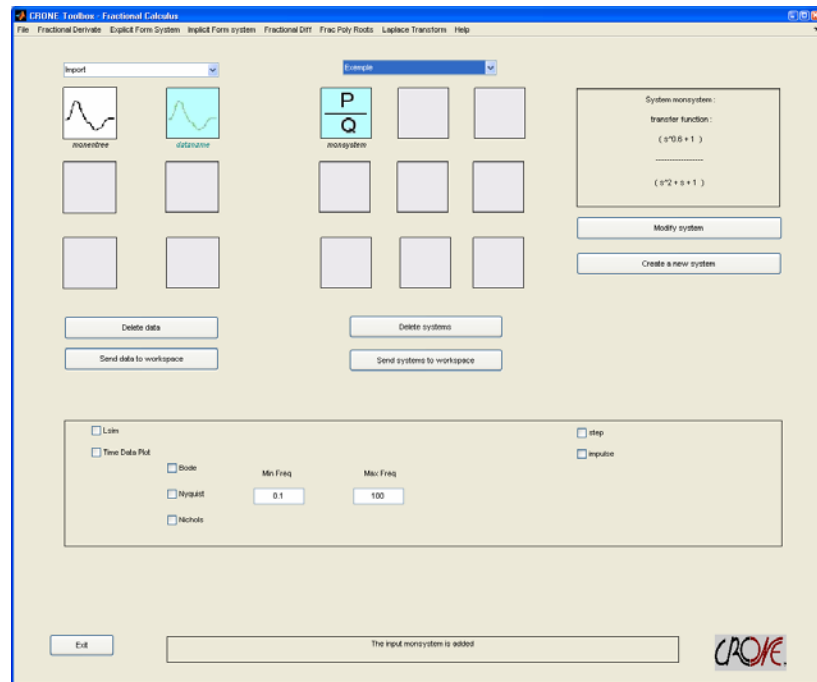 CRONE Toolbox - Fractional Calculus
File Fractional Derivate Explicit Form System Implicit Form system Fractional Diff Frac Poly Roots Laplace Transform Help
Import
Exemple
P
Q
monentree
dataname
monsystem
System monsystem :
transfer function :
( s^0.6 + 1 )
( s^2 + s + 1 )
Modify system
Create a new system
Delete data
Delete systems
Send data to workspace
Send systems to workspace
Lsim
step
Time Data Plot
impulse
Bode
Min Freq
Max Freq
Nyquist
0.1
100
Nichols
Exit
The input monsystem is added
CRONE.